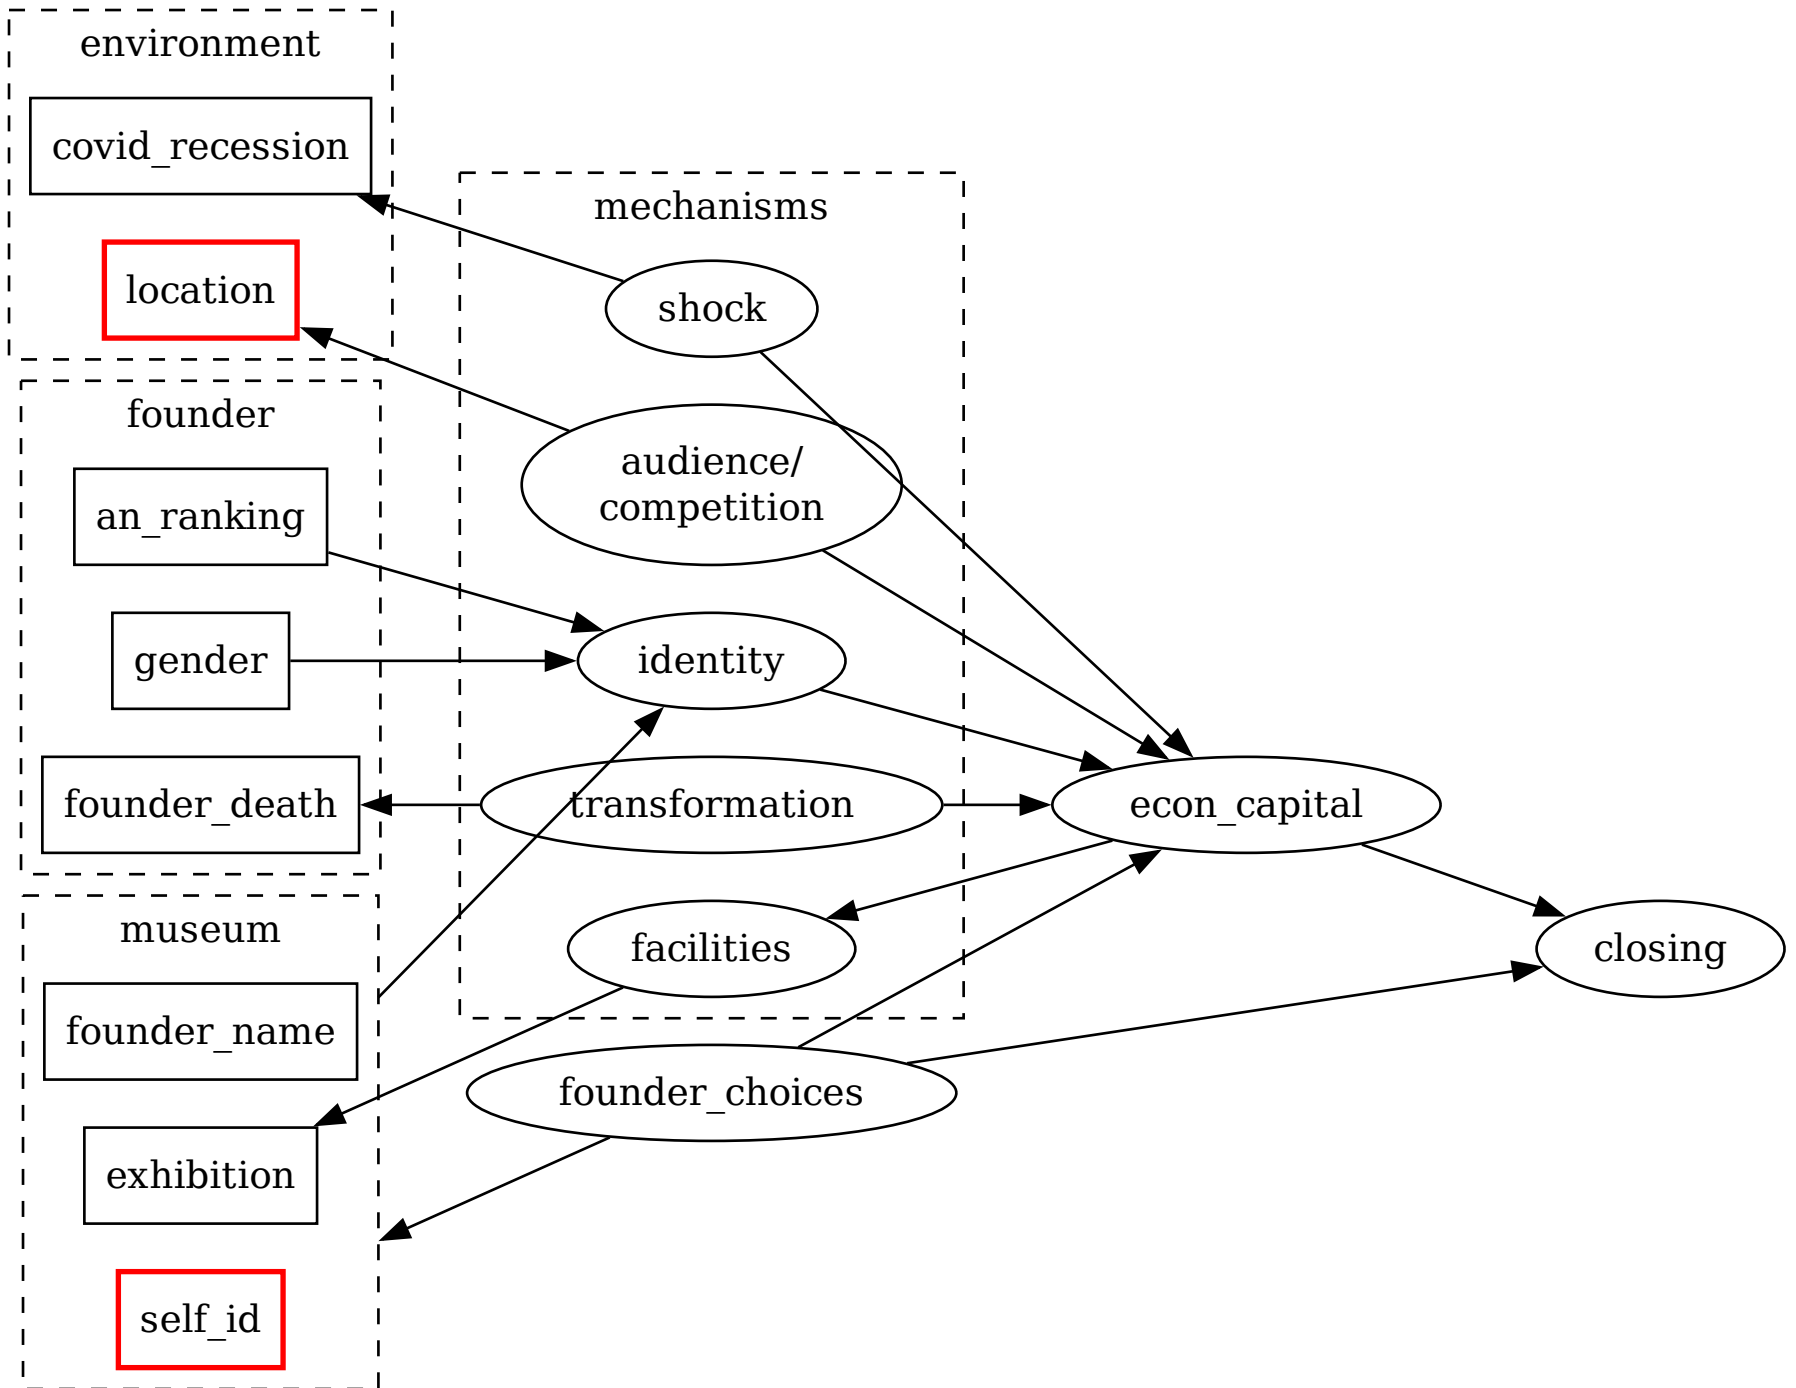 environment
covid_recession
location
founder
an_ranking
gender
founder_death
museum
founder_name
exhibition
self_id
mechanisms
shock
audience/
competition
identity
transformation
facilities
founder_choices
econ_capital
closing